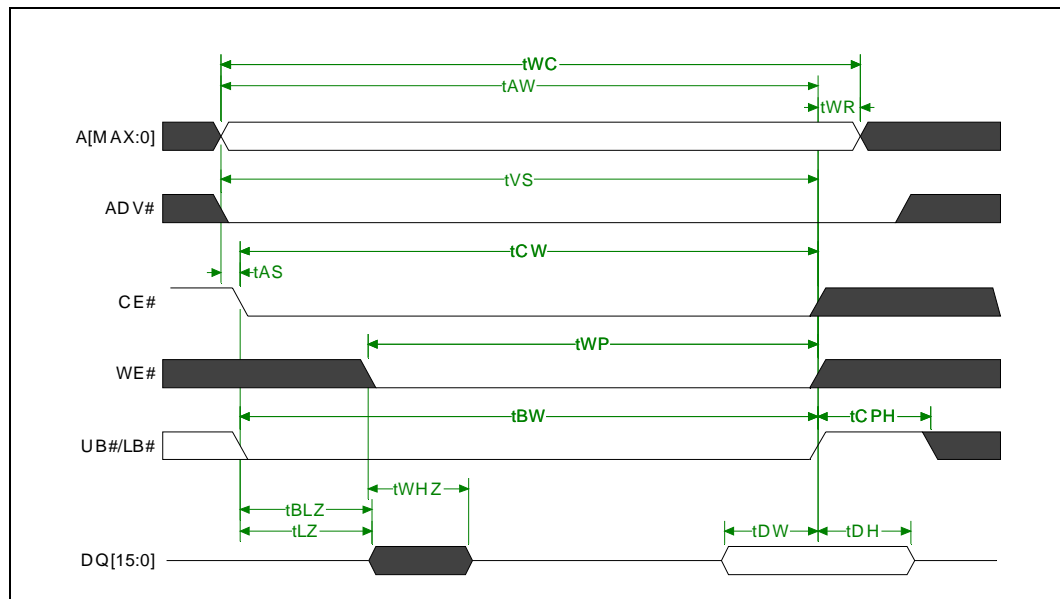 tWC
tAW
tWR
A[MAX:0]
tVS
ADV#
tCW
tAS
CE#
tWP
WE#
tBW
tCPH
UB#/LB#
tWHZ
tBLZ
tLZ
tDW
tDH
DQ[15:0]